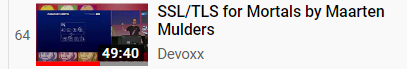 64
SSL/TLS for Mortals by Maarten
Mulders
49:40
Devoxx